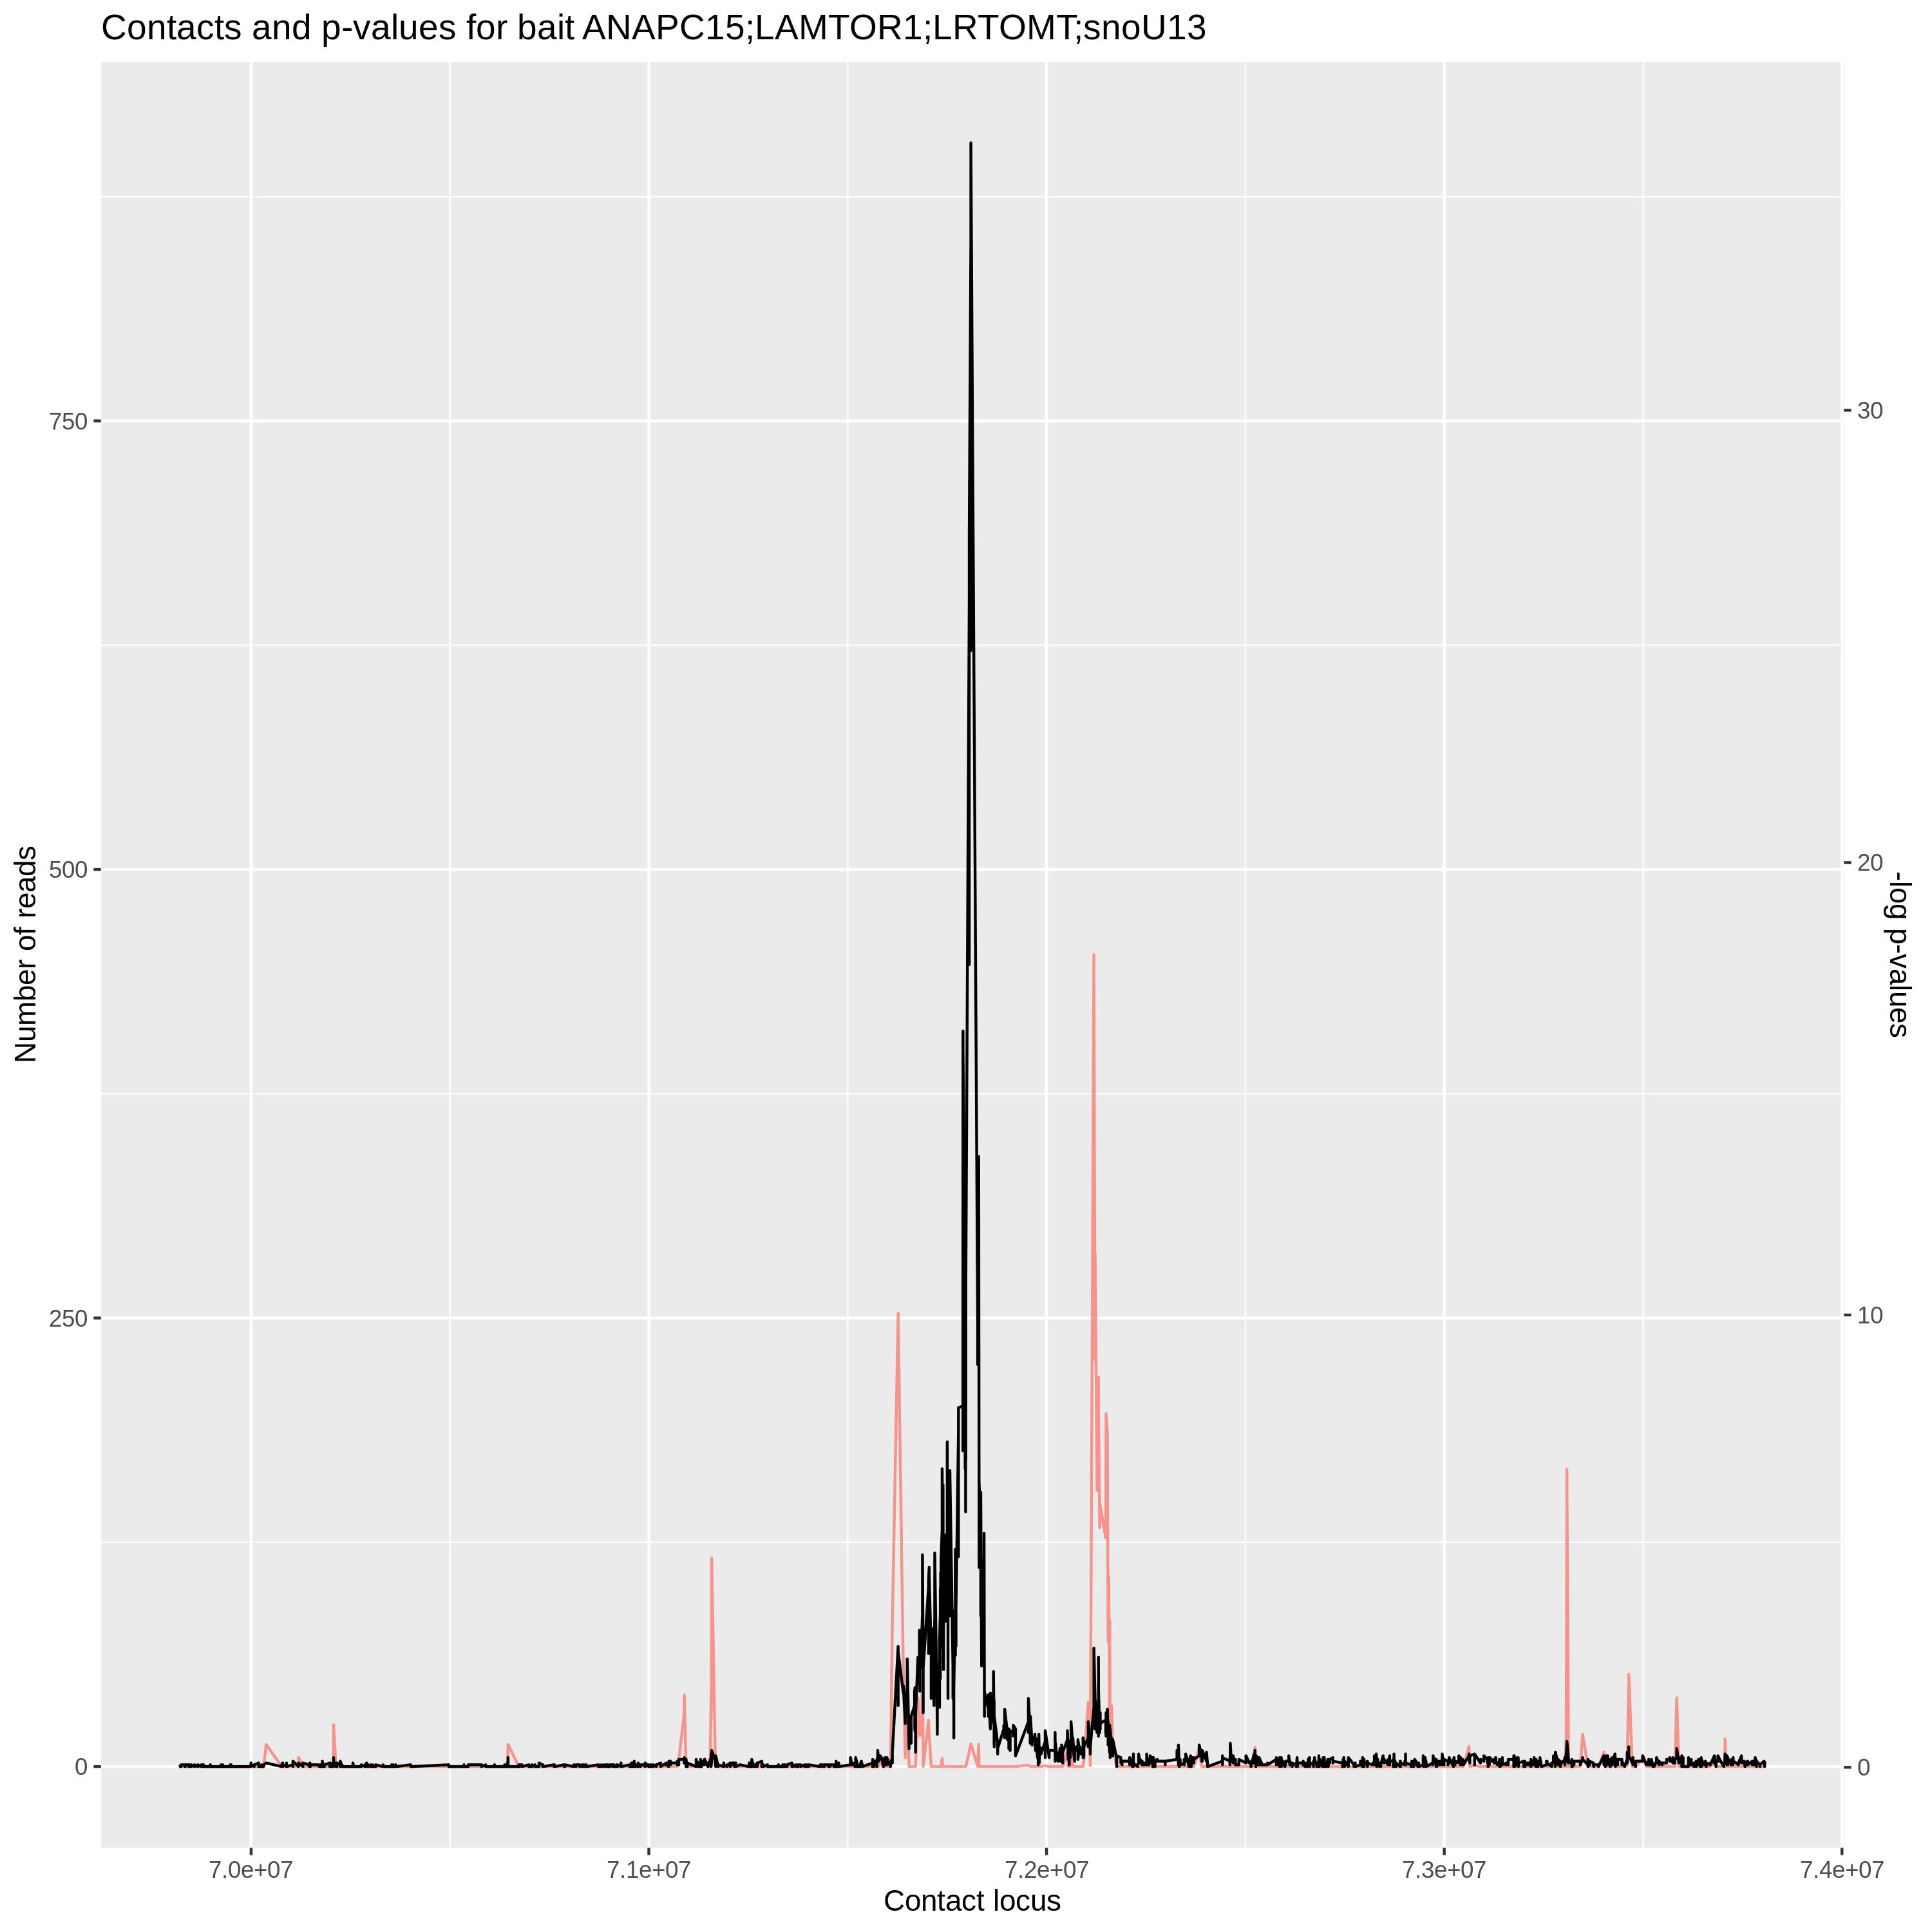 Contacts and p-values for bait ANAPC15;LAMTOR1;LRTOMT;snoU13
Number of reads
750
500
250
0
30
20
10
0
-log p-values
7.0e+07 7.1e+07 7.2e+07 7.3e+07 7.4e+07
Contact locus